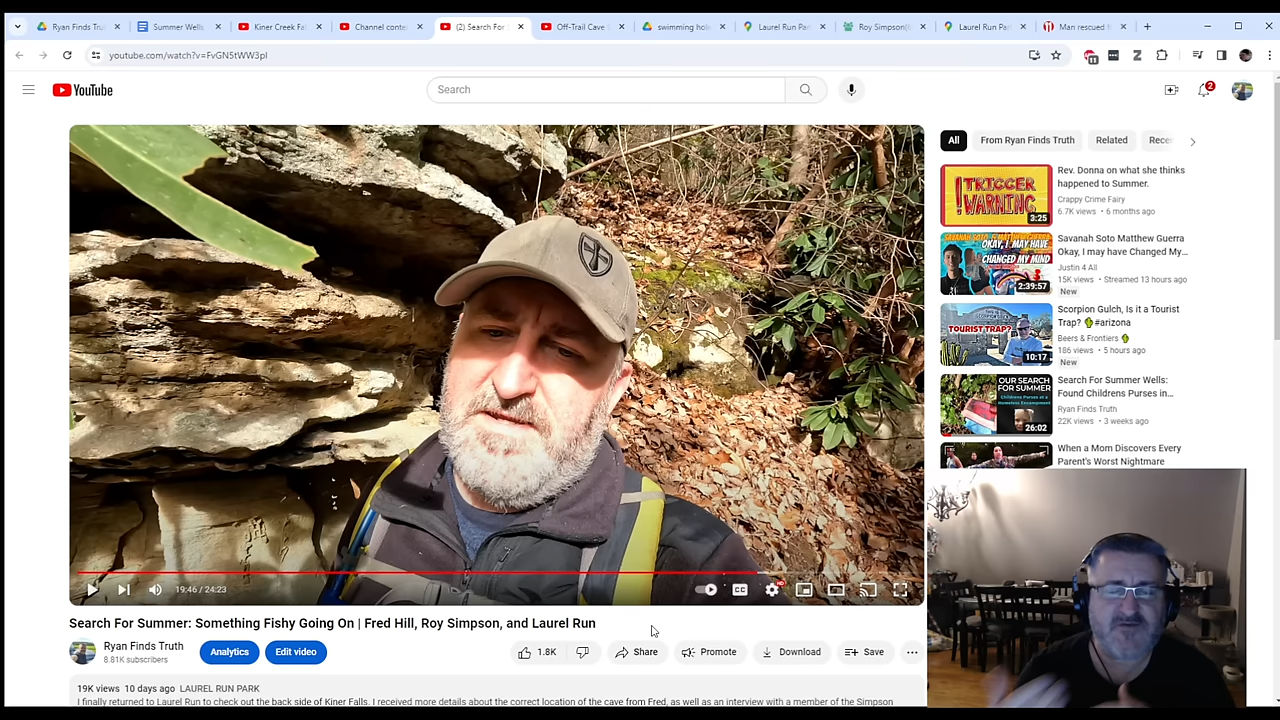 Ryan Finds Tru
Summer Wells
Kiner Creek Fa
Channel conte
(2) Search For
Off-Trail Cave
swimming hol
Laurel Run Par
Roy Simpson
Laurel Run Par
Man rescued f
youtube.com/watch?v=FvGN5tWW3pI
YouTube
Search
2
All
From Ryan Finds Truth
Related
Rece
!TRIGGER
WARNING
3:25
Rev. Donna on what she thinks
happened to Summer.
Crappy Crime Fairy
6.7K views • 6 months ago
OKAY, I MAY HAVE
CHANGED MY MIND
2:39:57
Savanah Soto Matthew Guerra
Okay, I may have Changed My...
Justin 4 All
15K views • Streamed 13 hours ago
New
TOURIST TRAP?
10:17
Scorpion Gulch, Is it a Tourist
Trap? 🌵#arizona
Beers & Frontiers 🌵
186 views • 5 hours ago
New
OUR SEARCH
FOR SUMMER
Childrens Purses at a
Homeless Encampment
26:02
Search For Summer Wells:
Found Childrens Purses in...
Ryan Finds Truth
22K views • 3 weeks ago
When a Mom Discovers Every
Parent's Worst Nightmare
19:46 / 24:23
CC
HD
Search For Summer: Something Fishy Going On | Fred Hill, Roy Simpson, and Laurel Run
Ryan Finds Truth
8.81K subscribers
Analytics
Edit video
1.8K
Share
Promote
Download
Save
19K views 10 days ago LAUREL RUN PARK
I finally returned to Laurel Run to check out the back side of Kiner Falls. I received more details about the correct location of the cave from Fred, as well as an interview with a member of the Simpson